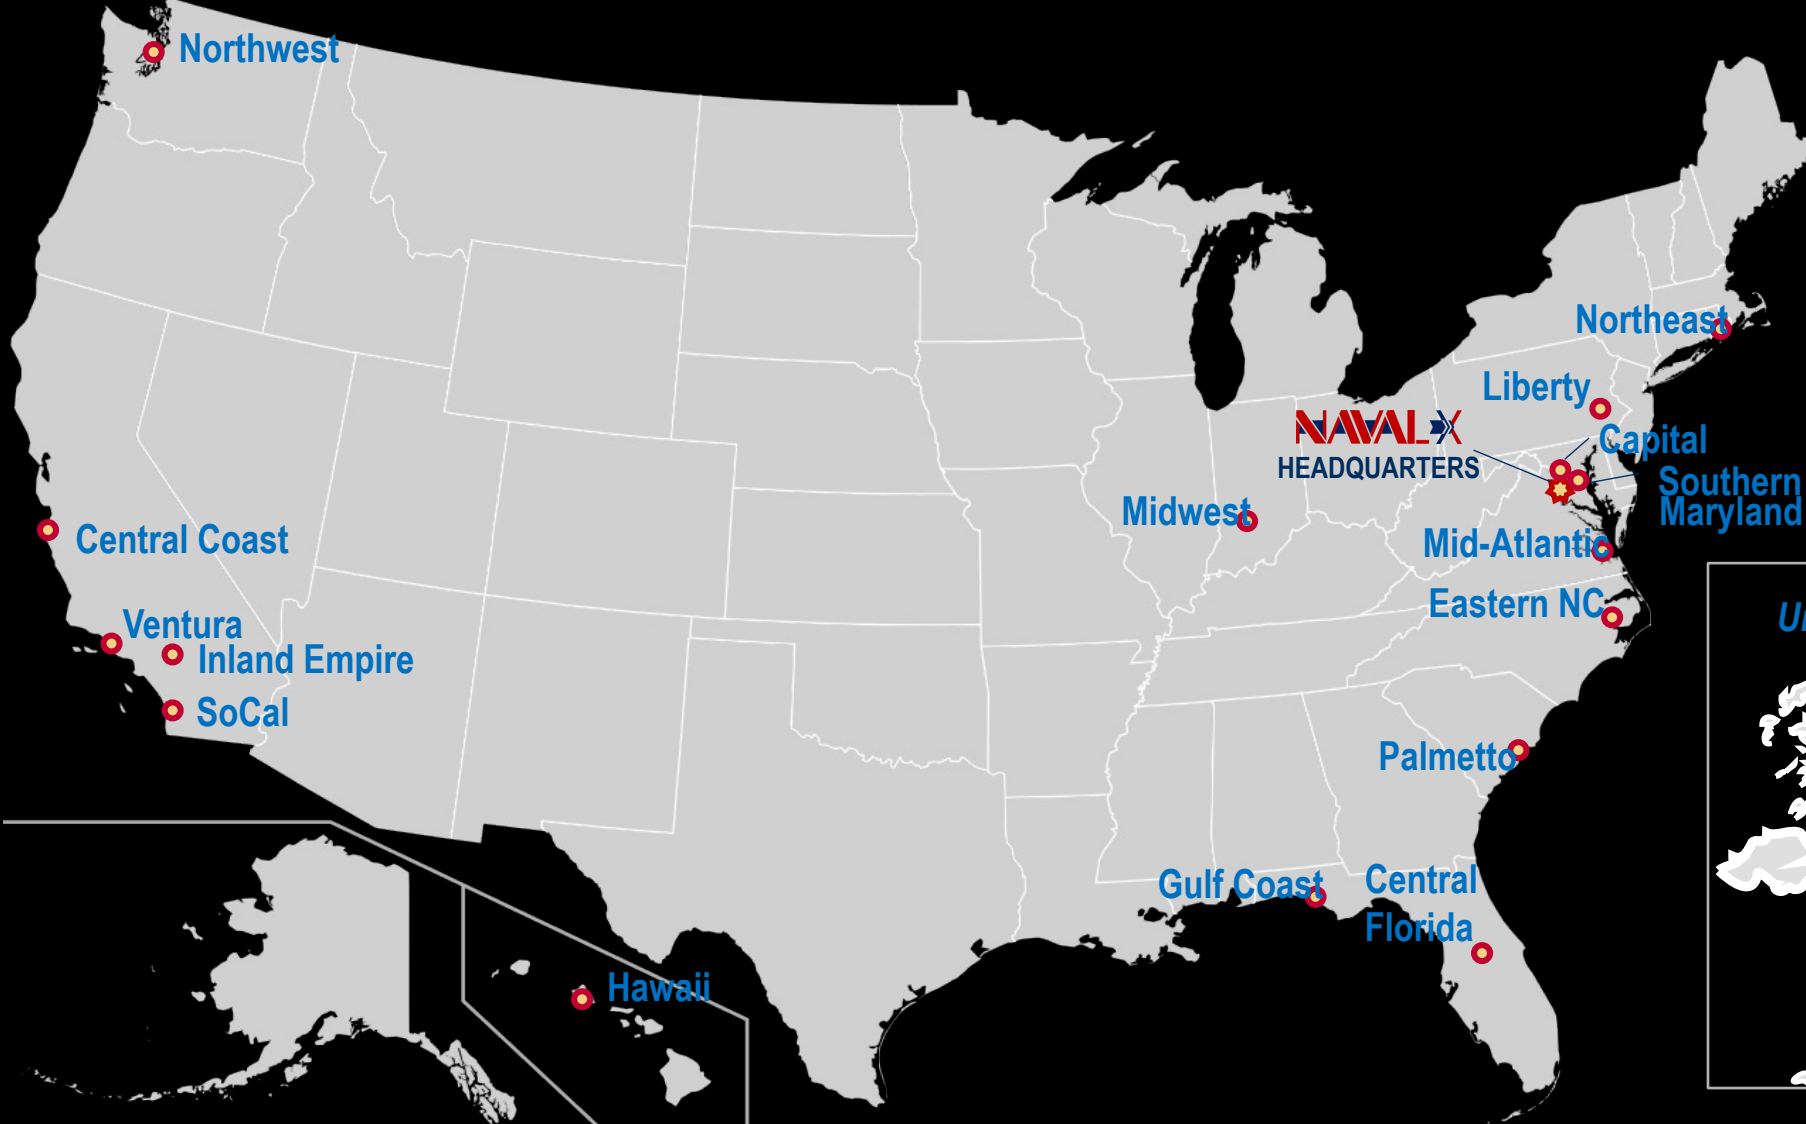 Northwest
Northeast
Liberty
NAVAL X
HEADQUARTERS
Capital
Southern
Maryland
Midwest
Mid-Atlantic
Central Coast
Eastern NC
Ventura
Inland Empire
SoCal
Palmetto
Gulf Coast
Central
Florida
Hawaii